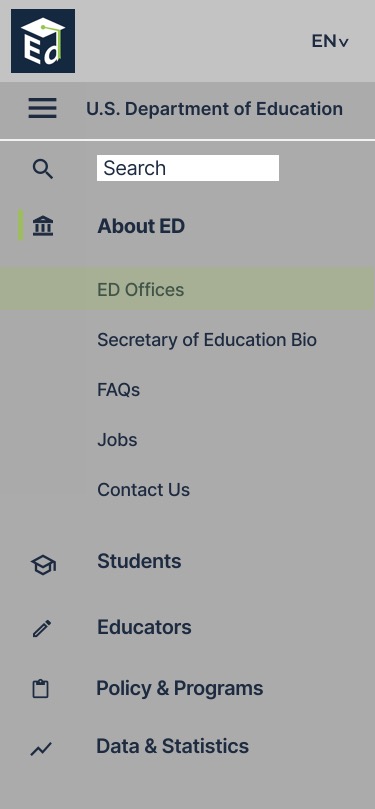 Ed
EN
U.S. Department of Education
Search
About ED
ED Offices
Secretary of Education Bio
FAQs
Jobs
Contact Us
Students
Educators
Policy & Programs
Data & Statistics